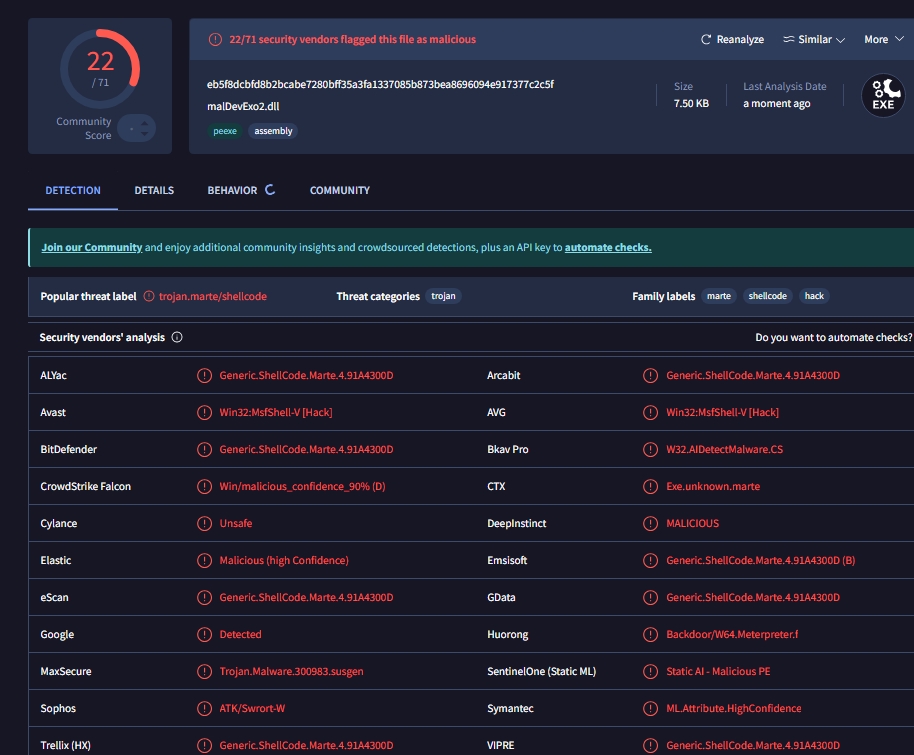 22
/ 71
Community
Score
-
22/71 security vendors flagged this file as malicious
Reanalyze
Similar
More
eb5f8dcbfd8b2bcabe7280bff35a3fa1337085b873bea8696094e917377c2c5f
malDevExo2.dll
peexe
assembly
Size
7.50 KB
Last Analysis Date
a moment ago
EXE
DETECTION
DETAILS
BEHAVIOR
COMMUNITY
Join our Community and enjoy additional community insights and crowdsourced detections, plus an API key to automate checks.
Popular threat label
trojan.marte/shellcode
Threat categories
trojan
Family labels
marte
shellcode
hack
Security vendors' analysis
Do you want to automate checks?
ALYac
Generic.ShellCode.Marte.4.91A4300D
Arcabit
Generic.ShellCode.Marte.4.91A4300D
Avast
Win32:MsfShell-V [Hack]
AVG
Win32:MsfShell-V [Hack]
BitDefender
Generic.ShellCode.Marte.4.91A4300D
Bkav Pro
W32.AIDetectMalware.CS
CrowdStrike Falcon
Win/malicious_confidence_90% (D)
CTX
Exe.unknown.marte
Cylance
Unsafe
DeepInstinct
MALICIOUS
Elastic
Malicious (high Confidence)
Emsisoft
Generic.ShellCode.Marte.4.91A4300D (B)
eScan
Generic.ShellCode.Marte.4.91A4300D
GData
Generic.ShellCode.Marte.4.91A4300D
Google
Detected
Huorong
Backdoor/W64.Meterpreter.f
MaxSecure
Trojan.Malware.300983.susgen
SentinelOne (Static ML)
Static AI - Malicious PE
Sophos
ATK/Swrort-W
Symantec
ML.Attribute.HighConfidence
Trellix (HX)
Generic.ShellCode.Marte.4.91A4300D
VIPRE
Generic.ShellCode.Marte.4.91A4300D